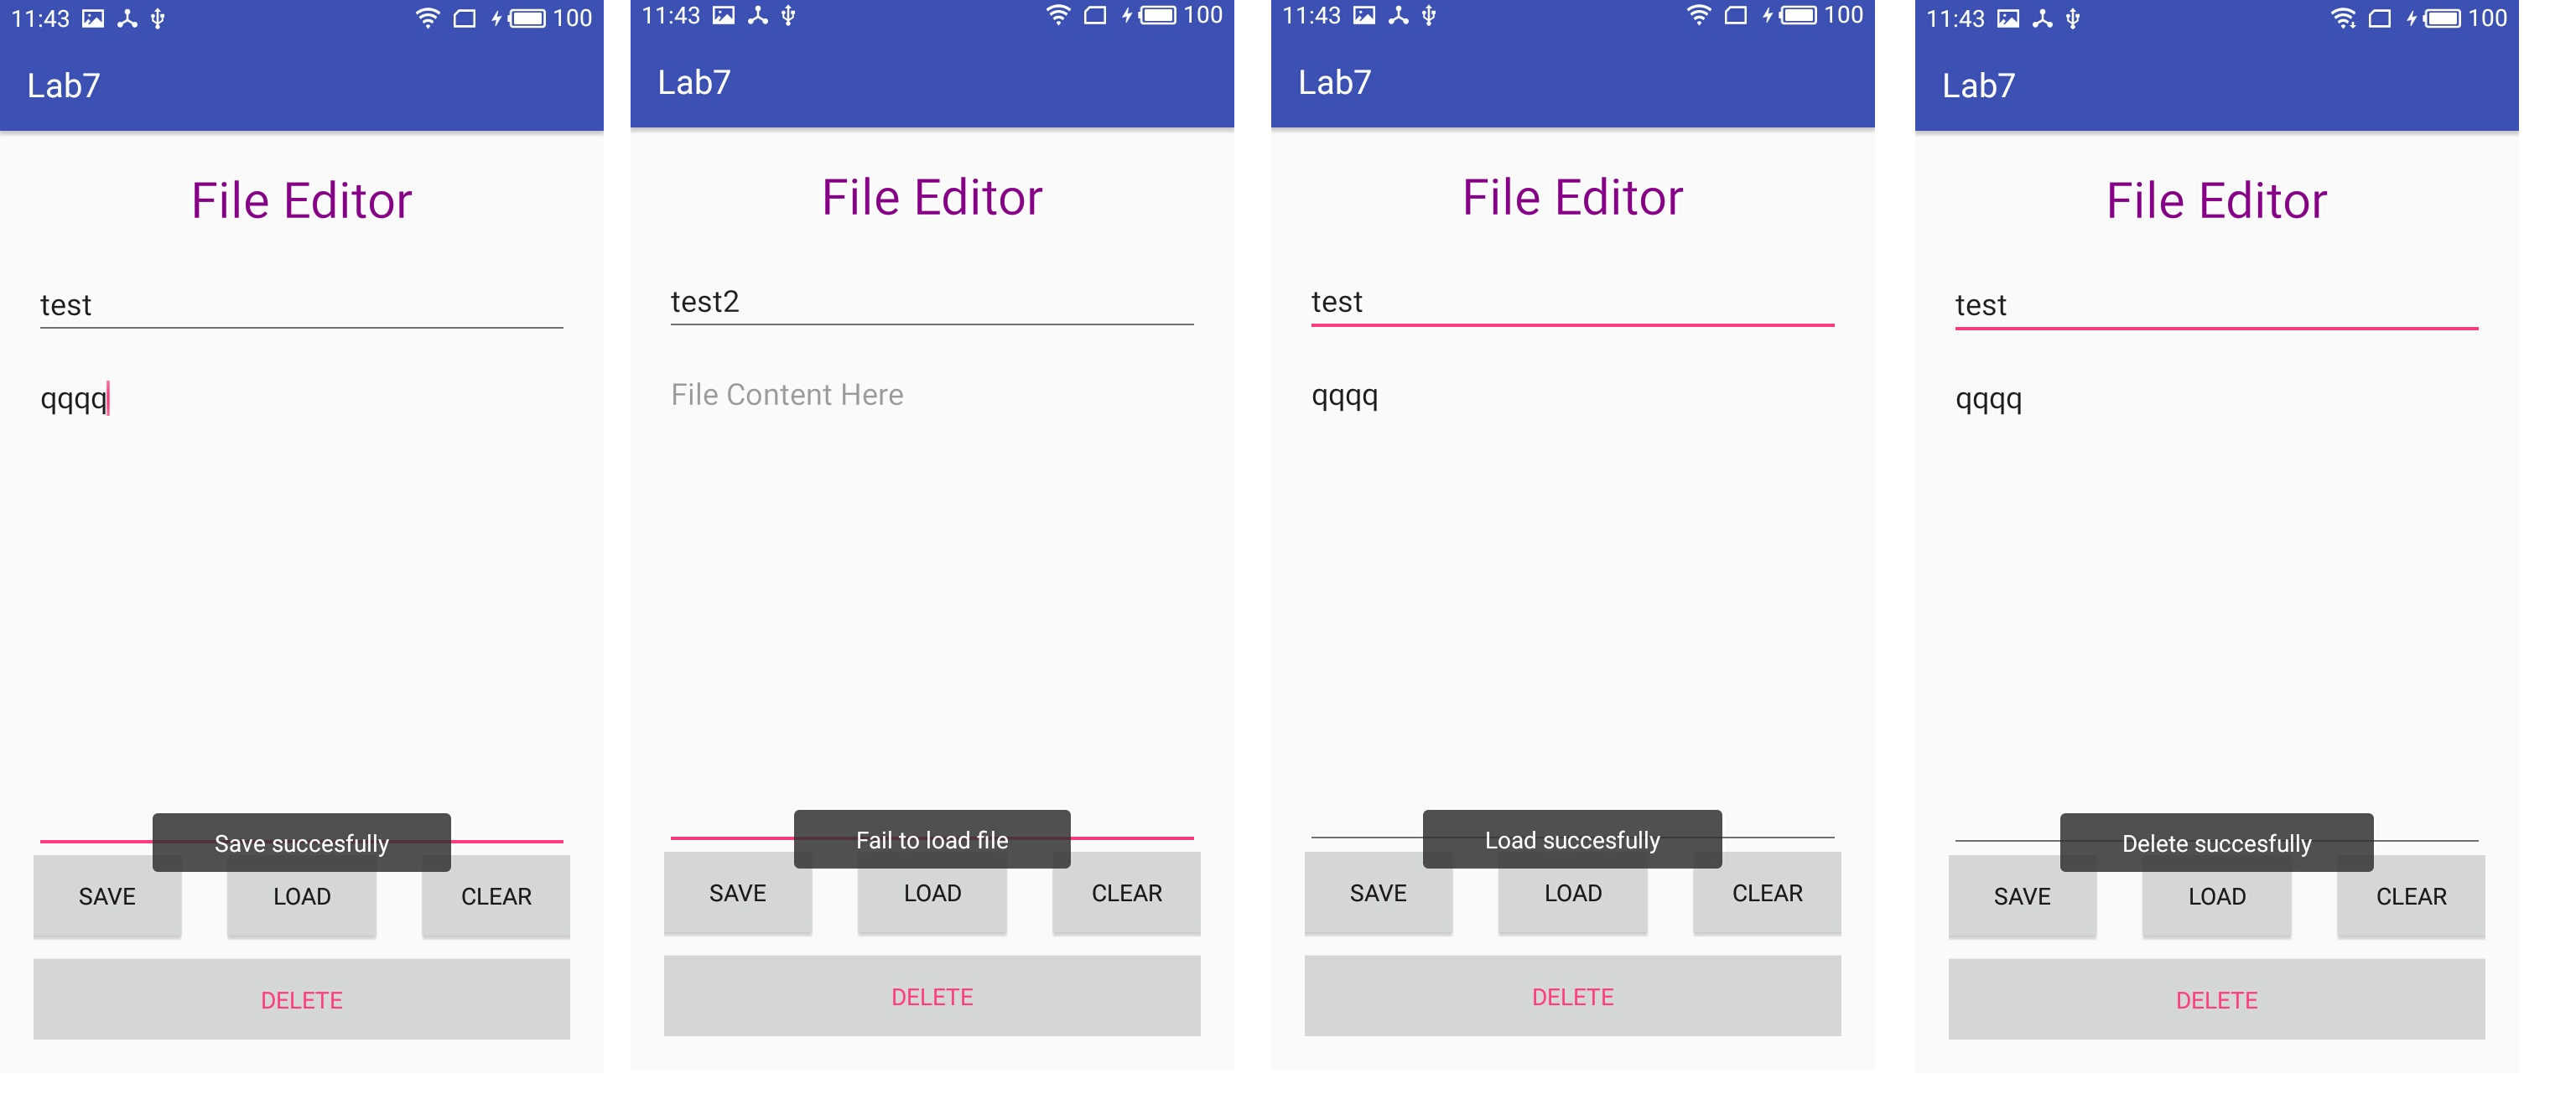 11:43 100
Lab7
File Editor
test
qqqq
Save succesfully
SAVE LOAD CLEAR
DELETE
11:43 100
Lab7
File Editor
test2
File Content Here
Fail to load file
SAVE LOAD CLEAR
DELETE
11:43 100
Lab7
File Editor
test
qqqq
Load succesfully
SAVE LOAD CLEAR
DELETE
11:43 100
Lab7
File Editor
test
qqqq
Delete succesfully
SAVE LOAD CLEAR
DELETE